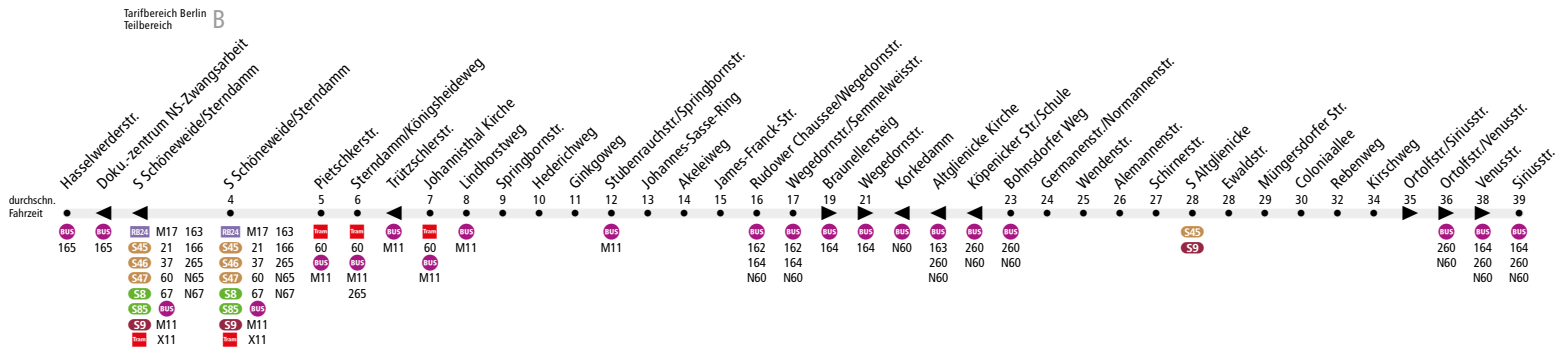 Tarifbereich Berlin
Teilbereich B
Hasselwerderstr.
Doku.-zentrum NS-Zwangsarbeit
S Schöneweide/Sterndamm
S Schöneweide/Sterndamm
Pietschkerstr.
Sterndamm/Königsheideweg
Trützschlerstr.
Johannisthal Kirche
Lindhorstweg
Springbornstr.
Hederichweg
Ginkgoweg
Stubenrauchstr./Springbornstr.
Johannes-Sasse-Ring
Akeleiweg
James-Franck-Str.
Rudower Chaussee/Wegedornstr.
Wegedornstr./Semmelweisstr.
Braunellensteig
Wegedornstr.
Korkedamm
Altglienicke Kirche
Köpenicker Str./Schule
Bohnsdorfer Weg
Germanenstr./Normannenstr.
Wendenstr.
Alemannenstr.
Schirnerstr.
S Altglienicke
Ewaldstr.
Müngersdorfer Str.
Coloniaallee
Rebenweg
Kirschweg
Ortolfstr./Siriusstr.
Ortolfstr./Venusstr.
Venusstr.
Siriusstr.
durchschn. 4 5 6 7 8 9 10 11 12 13 14 15 16 17 19 21 23 24 25 26 27 28 28 29 30 32 34 35 36 38 39
Fahrzeit
BUS BUS RB24 M17 163 RB24 M17 163 Tram Tram BUS Tram BUS BUS BUS BUS BUS BUS BUS BUS BUS BUS S45 BUS BUS BUS
165 165 S45 21 166 S45 21 166 60 60 M11 60 M11 M11 162 162 164 164 N60 163 260 260 S9 260 164 164
S46 37 265 S46 37 265 BUS BUS BUS 164 164 260 N60 N60 N60 260 260
S47 60 N65 S47 60 N65 M11 M11 M11 N60 N60 N60 N60 N60
S8 67 N67 S8 67 N67 265
S85 BUS S85 BUS
S9 M11 S9 M11
Tram X11 Tram X11